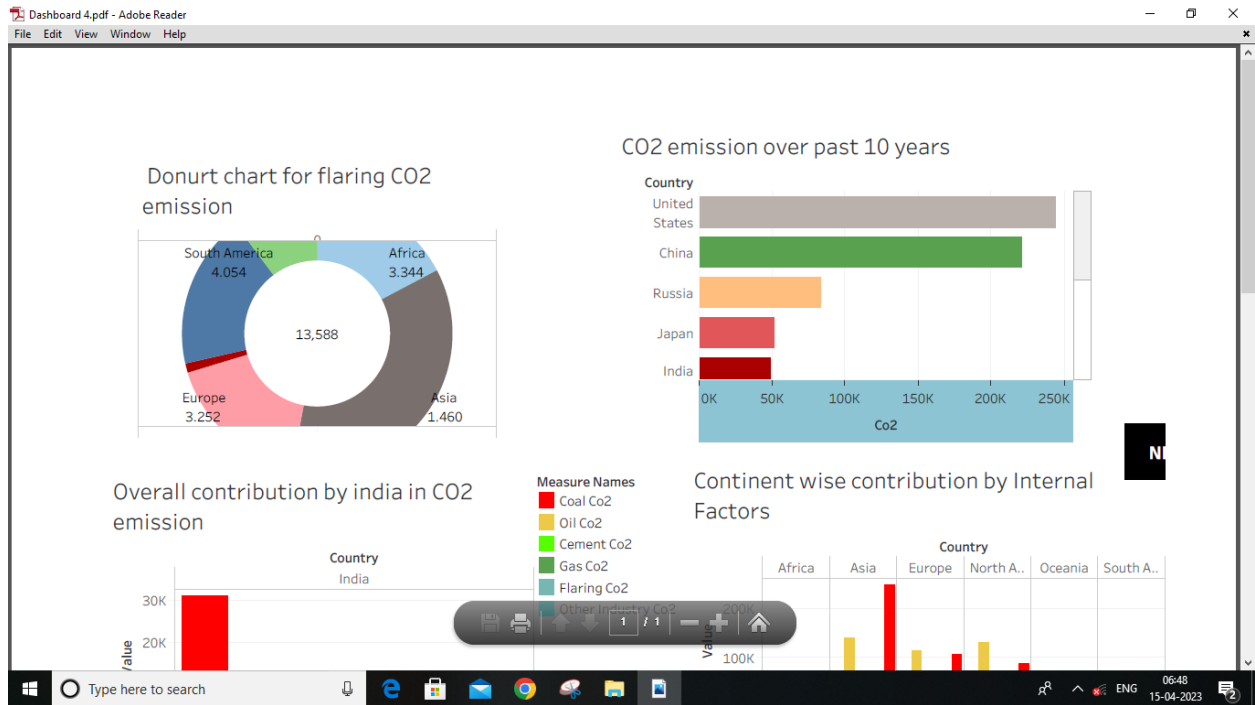 Dashboard 4.pdf - Adobe Reader
File Edit View Window Help
Donurt chart for flaring CO2
emission
0
South America
4.054
Africa
3.344
13,588
Europe
3.252
Asia
1.460
CO2 emission over past 10 years
Country
United
States
China
Russia
Japan
India
0K 50K 100K 150K 200K 250K
Co2
Overall contribution by india in CO2
emission
Country
India
30K
20K
Measure Names
Coal Co2
Oil Co2
Cement Co2
Gas Co2
Flaring Co2
Other Industry Co2
1 / 1
Continent wise contribution by Internal
Factors
Country
Africa Asia Europe North A.. Oceania South A..
200K
100K
Value
Type here to search
ENG
06:48
15-04-2023
2